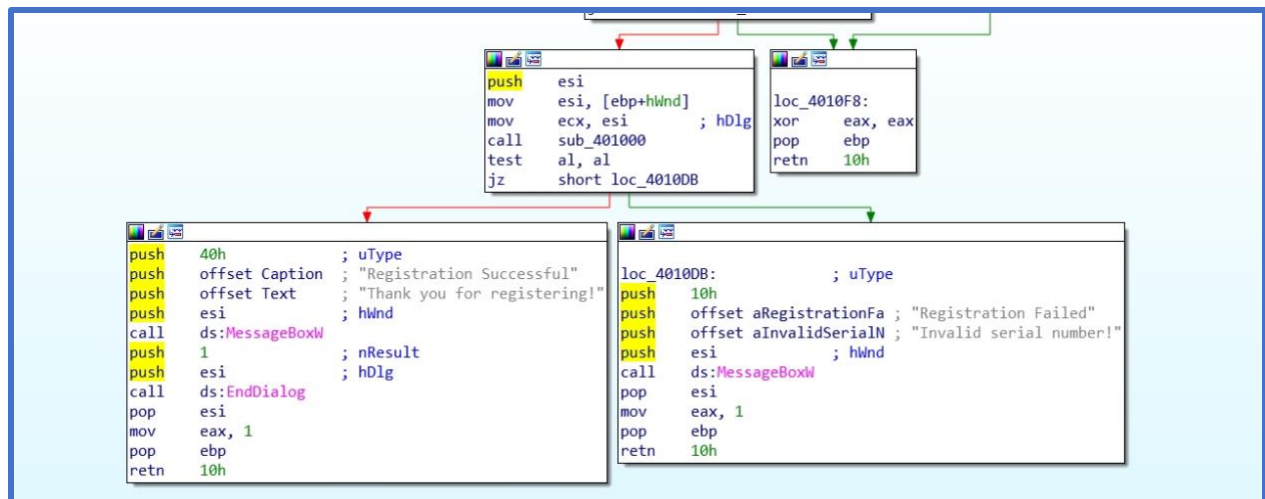 push esi
mov esi, [ebp+hWnd]
mov ecx, esi ; hDlg
call sub_401000
test al, al
jz short loc_4010DB
loc_4010F8:
xor eax, eax
pop ebp
retn 10h
push 40h ; uType
push offset Caption ; "Registration Successful"
push offset Text ; "Thank you for registering!"
push esi ; hWnd
call ds:MessageBoxW
push 1 ; nResult
push esi ; hDlg
call ds:EndDialog
pop esi
mov eax, 1
pop ebp
retn 10h
loc_4010DB: ; uType
push 10h
push offset aRegistrationFa ; "Registration Failed"
push offset aInvalidSerialN ; "Invalid serial number!"
push esi ; hWnd
call ds:MessageBoxW
pop esi
mov eax, 1
pop ebp
retn 10h